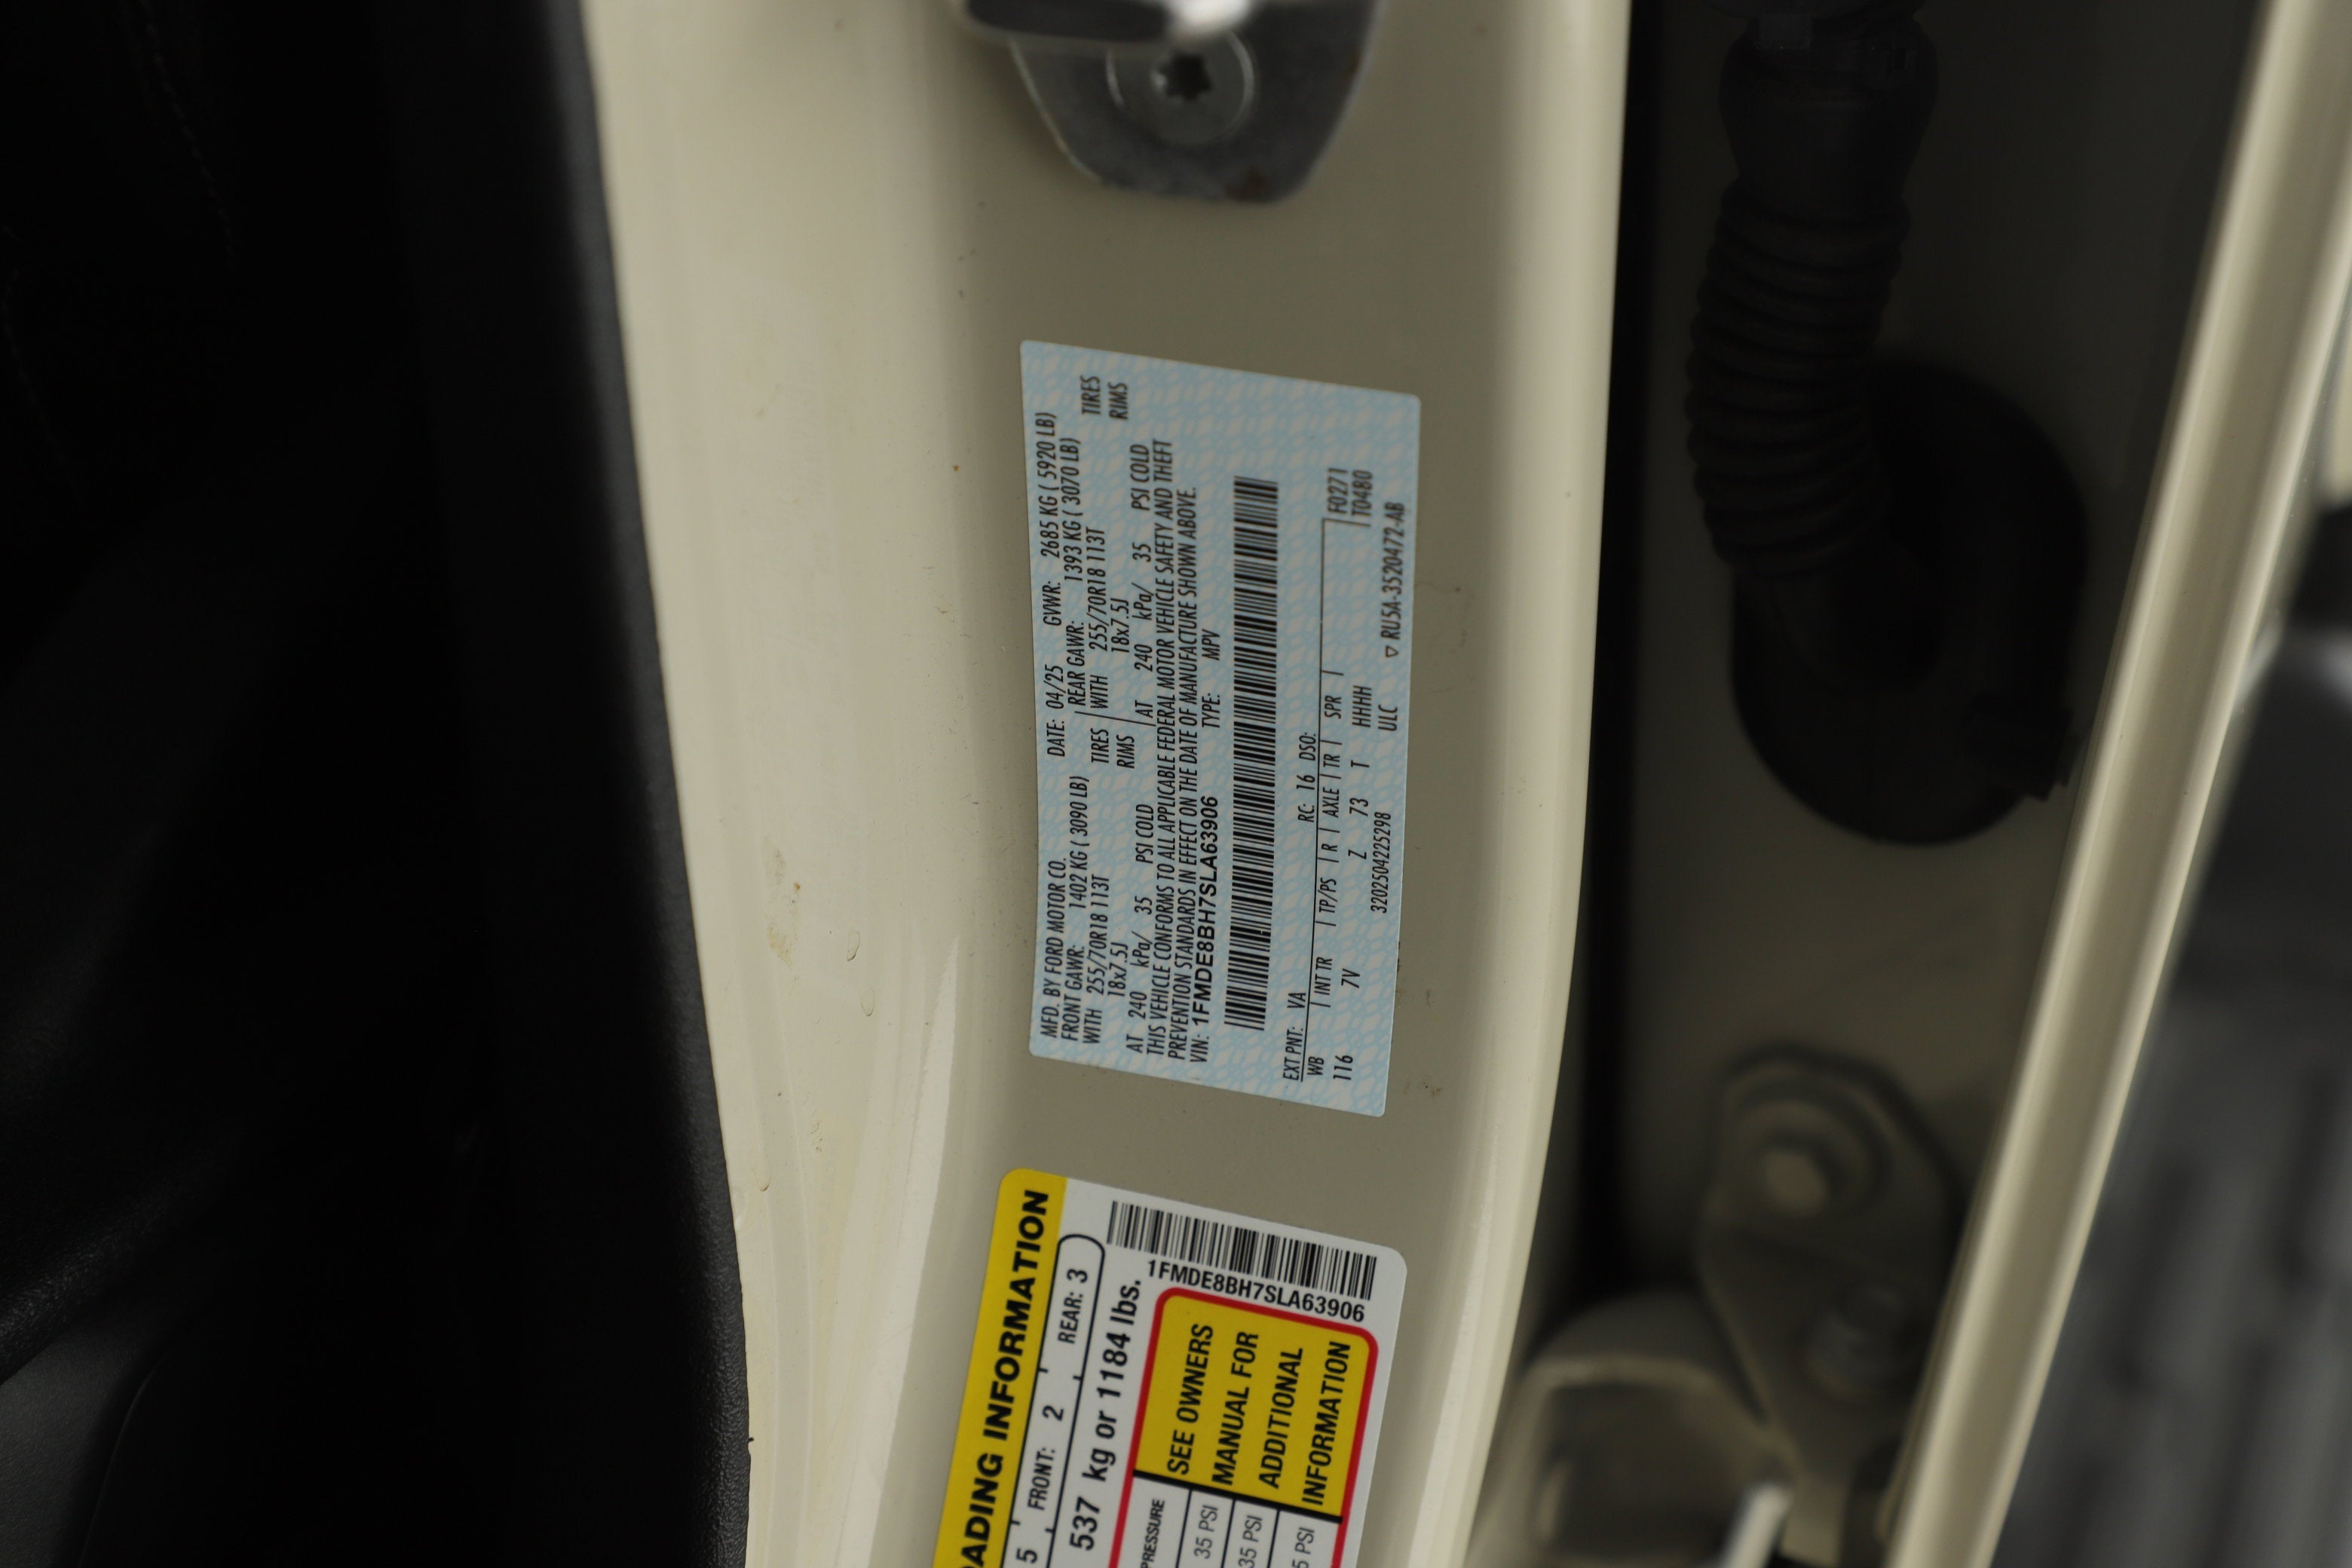 MFD. BY FORD MOTOR CO. DATE: 04/25 GVWR: 2685 KG ( 5920 LB)
FRONT GAWR: 1402 KG ( 3090 LB) REAR GAWR: 1393 KG ( 3070 LB)
WITH 255/70R18 113T TIRES WITH 255/70R18 113T TIRES
18x7.5J RIMS 18x7.5J RIMS
AT 240 kPa/ 35 PSI COLD AT 240 kPa/ 35 PSI COLD
THIS VEHICLE CONFORMS TO ALL APPLICABLE FEDERAL MOTOR VEHICLE SAFETY AND THEFT
PREVENTION STANDARDS IN EFFECT ON THE DATE OF MANUFACTURE SHOWN ABOVE.
VIN: 1FMDE8BH7SLA63906 TYPE: MPV
EXT PNT: VA RC: 16 DSO:
WB | INT TR | TP/PS | R | AXLE | TR | SPR | F0271
116 7V Z 73 T HHHH T0480
3202504225298 ULC ▽ RU5A-3520472-AB
ADING INFORMATION
5 FRONT: 2 REAR: 3
537 kg or 1184 lbs.
1FMDE8BH7SLA63906
PRESSURE
35 PSI
35 PSI
5 PSI
SEE OWNERS
MANUAL FOR
ADDITIONAL
INFORMATION